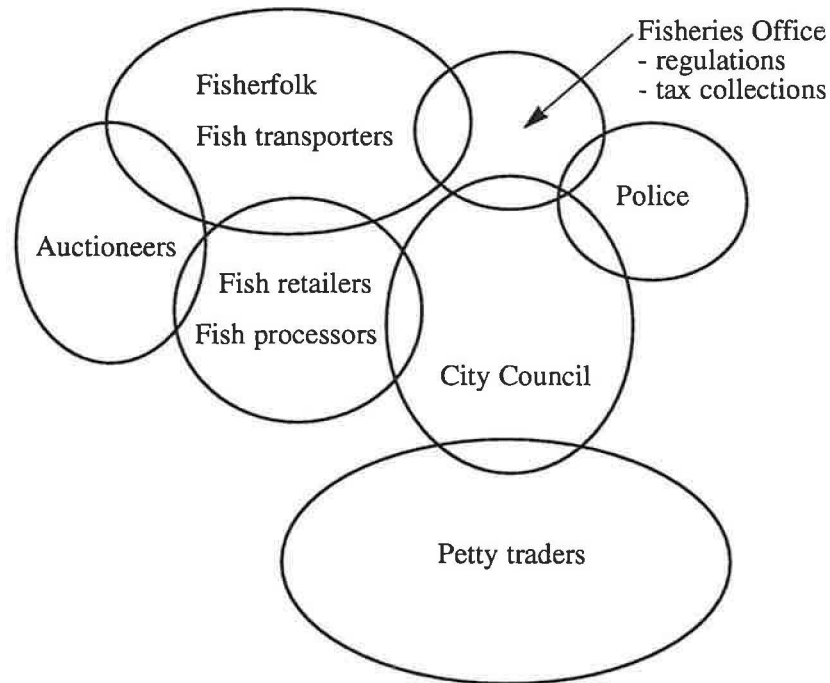 Fisheries Office
- regulations
- tax collections
Fisherfolk
Fish transporters
Police
Auctioneers
Fish retailers
Fish processors
City Council
Petty traders